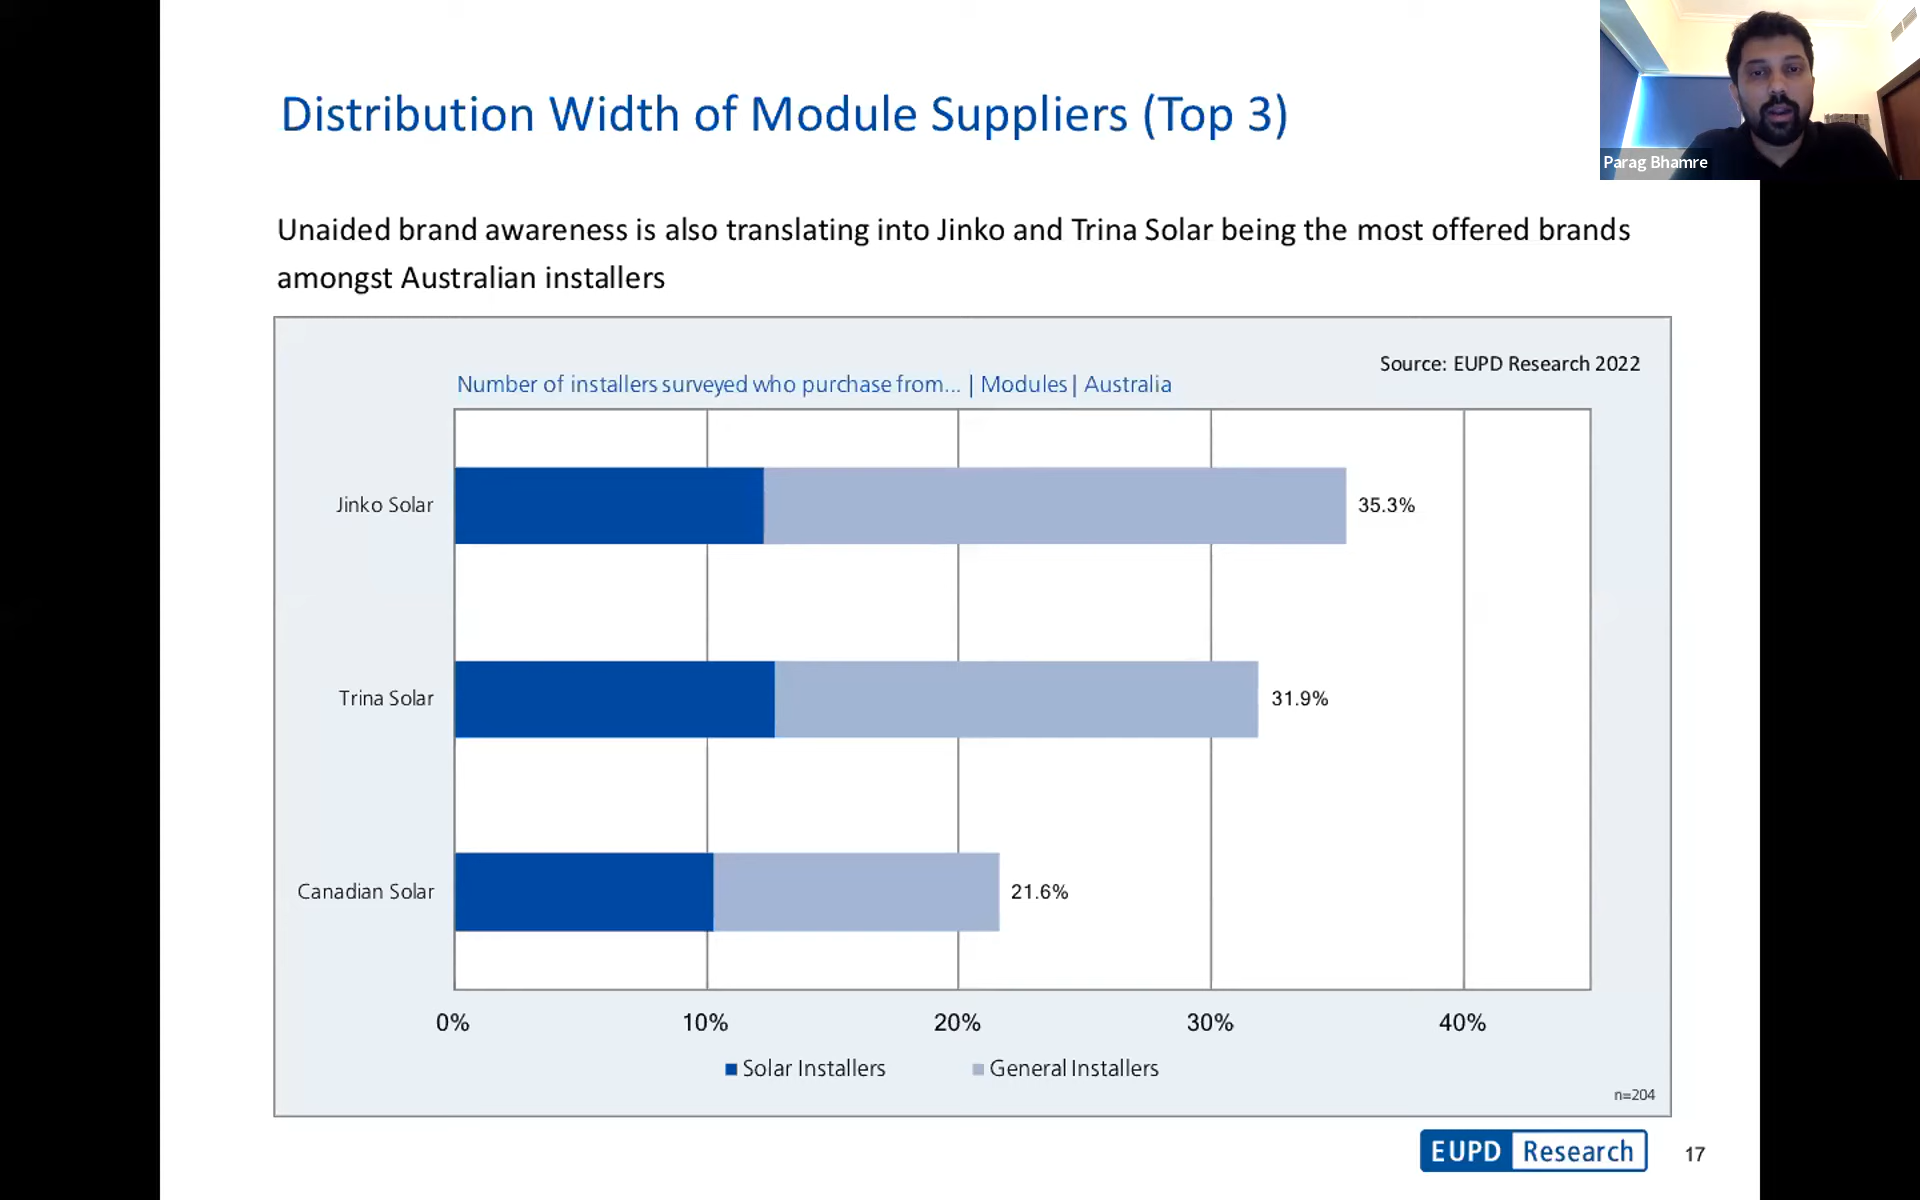 Distribution Width of Module Suppliers (Top 3)
Parag Bhamre
Unaided brand awareness is also translating into Jinko and Trina Solar being the most offered brands
amongst Australian installers
Source: EUPD Research 2022
Number of installers surveyed who purchase from... | Modules | Australia
Jinko Solar
35.3%
Trina Solar
31.9%
Canadian Solar
21.6%
0% 10% 20% 30% 40%
Solar Installers General Installers
n=204
EUPD Research 17